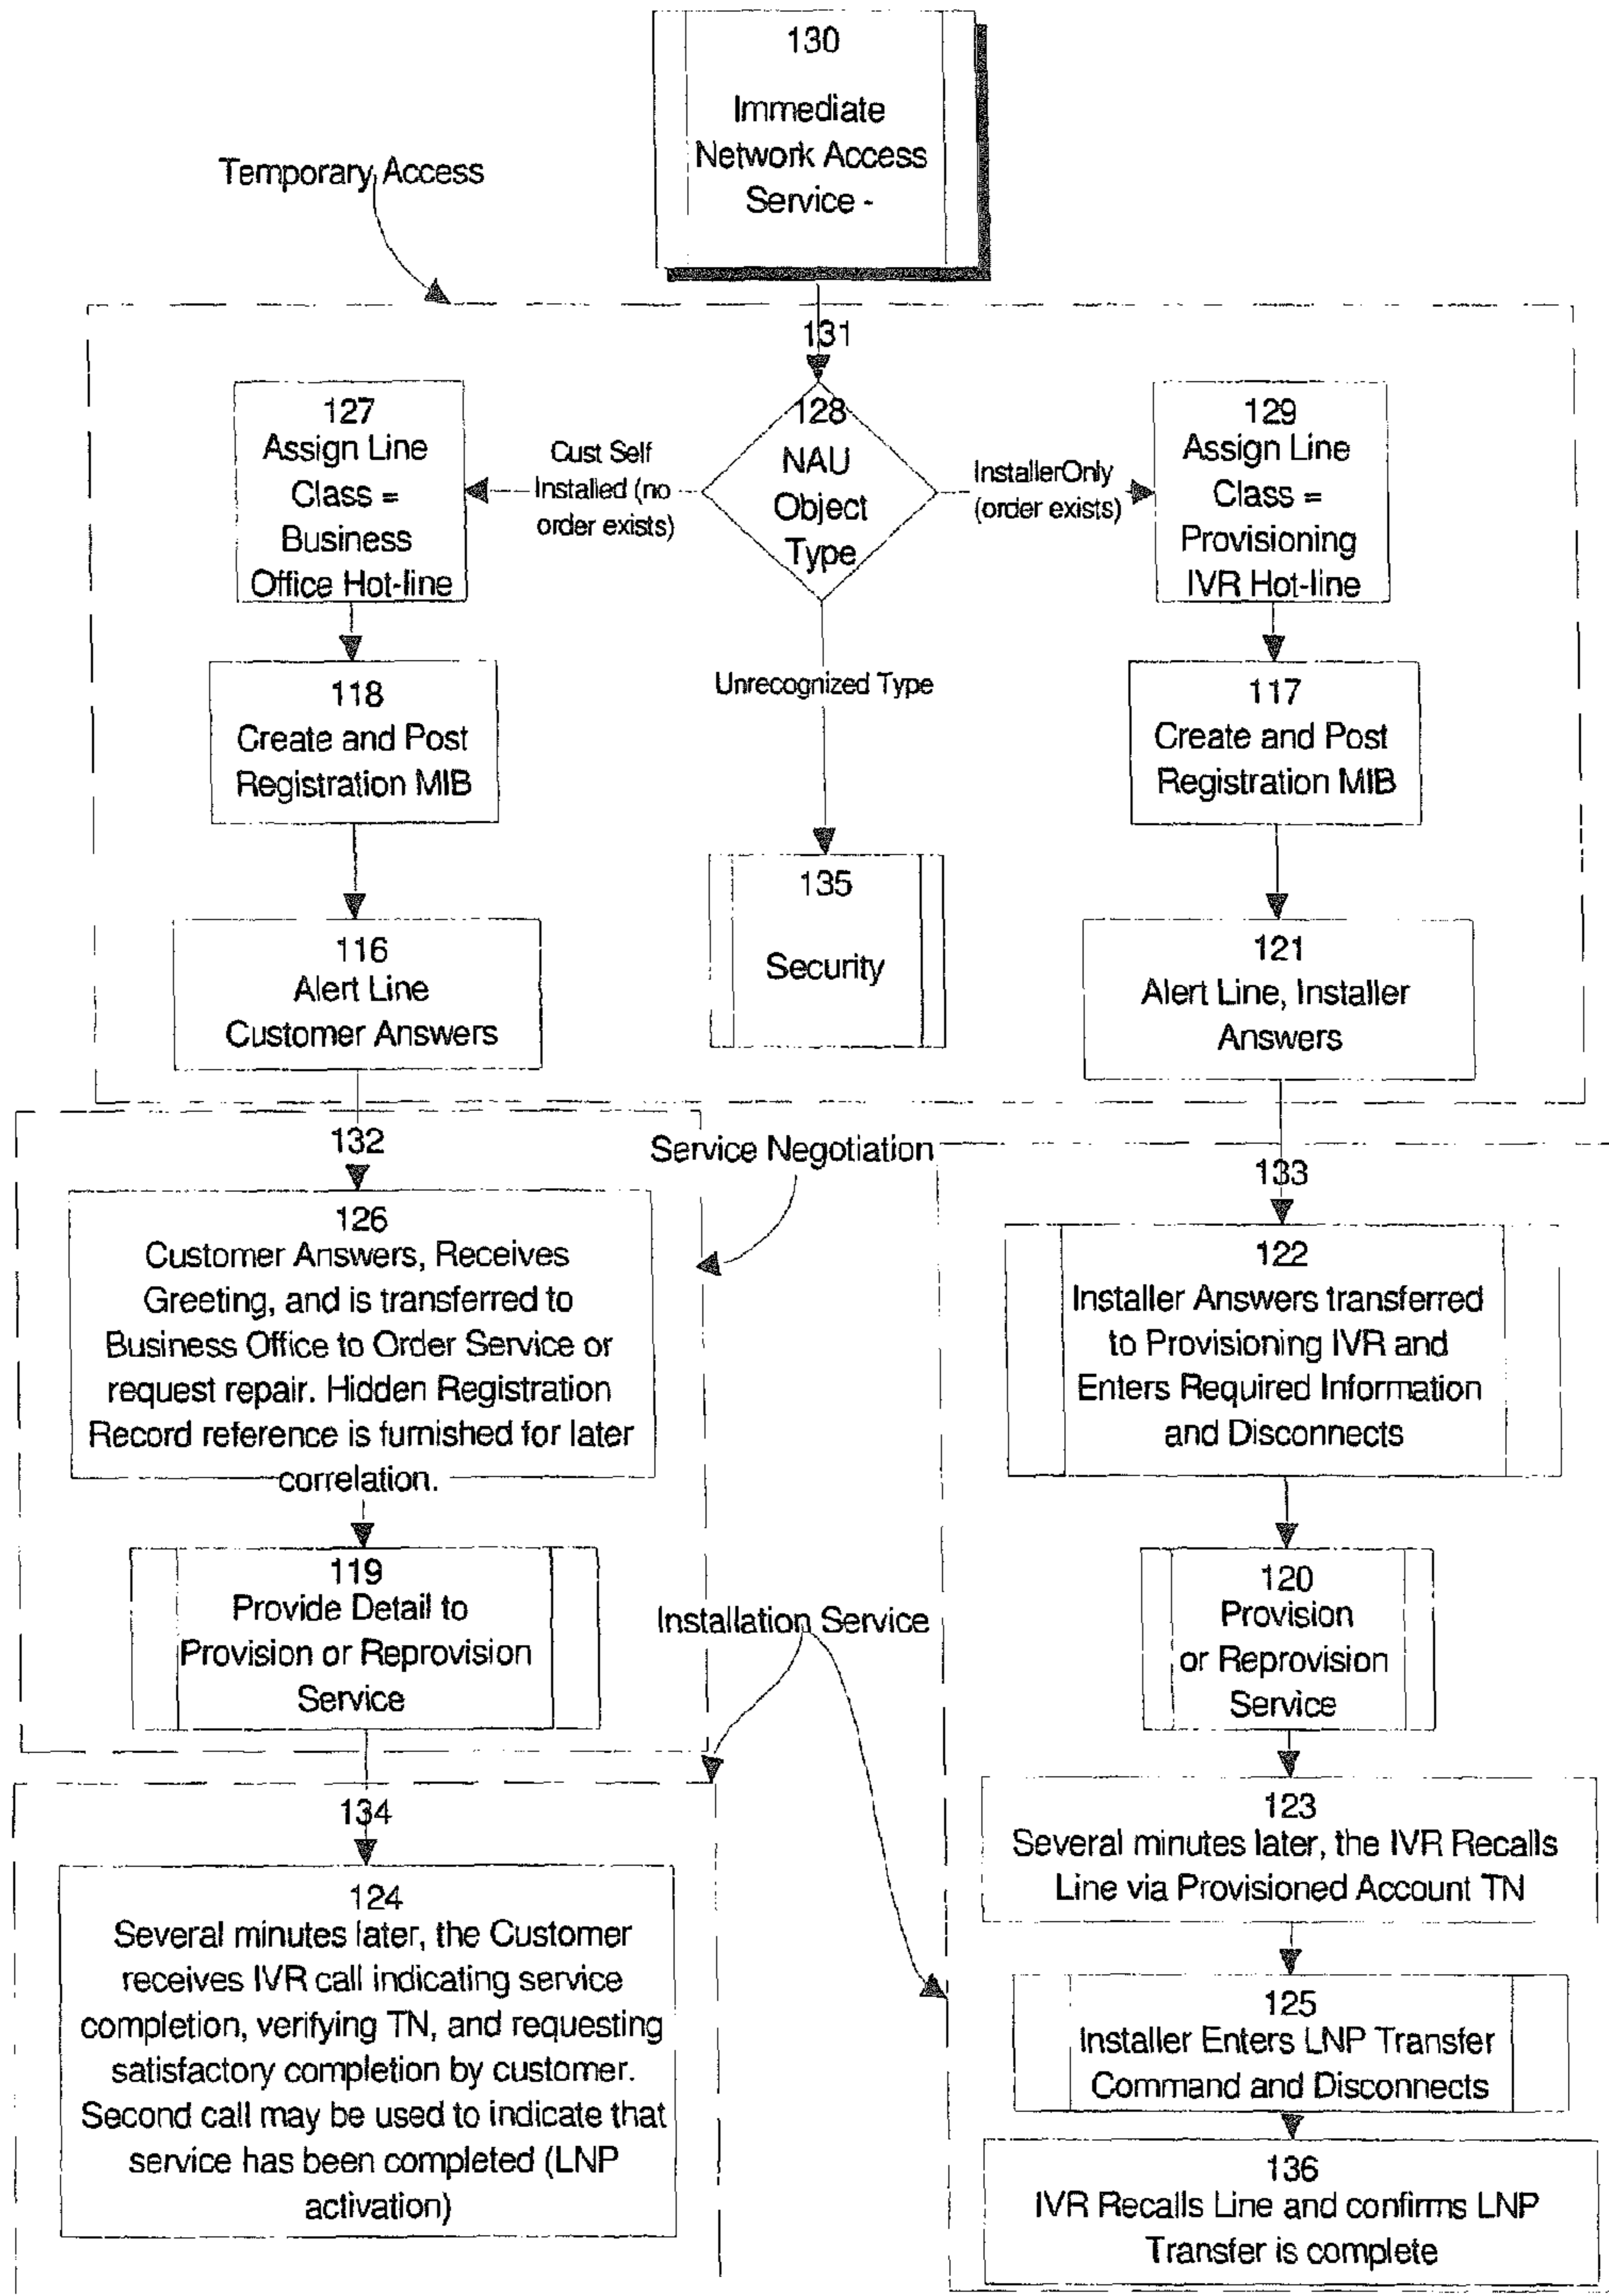 130
Immediate
Network Access
Service -
Temporary Access
131
127
Assign Line
Class =
Business
Office Hot-line
Cust Self
Installed (no
order exists)
128
NAU
Object
Type
InstallerOnly
(order exists)
129
Assign Line
Class =
Provisioning
IVR Hot-line
118
Create and Post
Registration MIB
Unrecognized Type
117
Create and Post
Registration MIB
135
Security
116
Alert Line
Customer Answers
121
Alert Line, Installer
Answers
132
Service Negotiation
133
126
Customer Answers, Receives
Greeting, and is transferred to
Business Office to Order Service or
request repair. Hidden Registration
Record reference is furnished for later
correlation.
122
Installer Answers transferred
to Provisioning IVR and
Enters Required Information
and Disconnects
119
Provide Detail to
Provision or Reprovision
Service
Installation Service
120
Provision
or Reprovision
Service
134
123
Several minutes later, the IVR Recalls
Line via Provisioned Account TN
124
Several minutes later, the Customer
receives IVR call indicating service
completion, verifying TN, and requesting
satisfactory completion by customer.
Second call may be used to indicate that
service has been completed (LNP
activation)
125
Installer Enters LNP Transfer
Command and Disconnects
136
IVR Recalls Line and confirms LNP
Transfer is complete